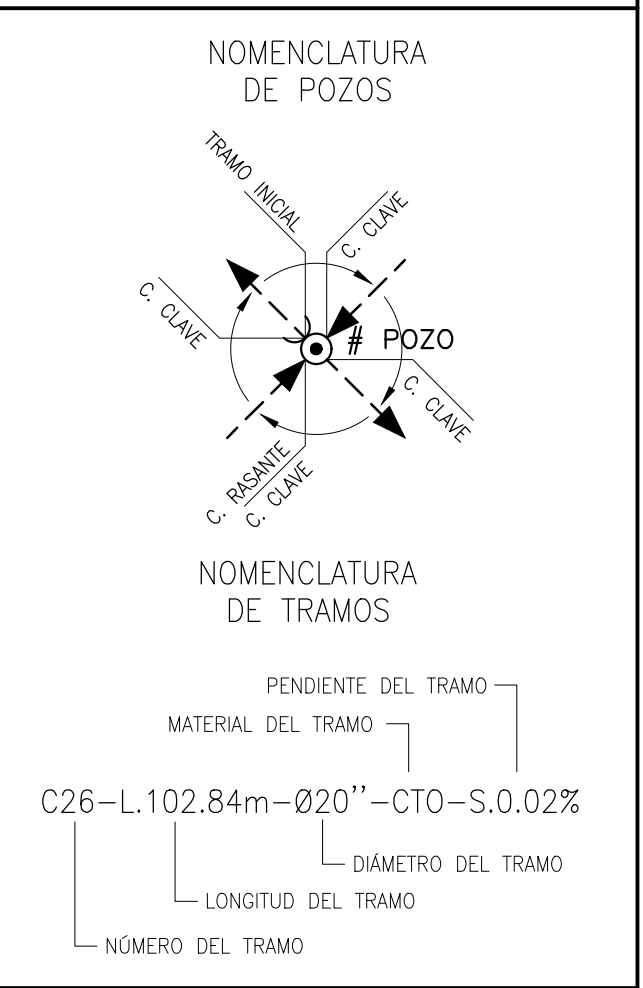 NOMENCLATURA
DE POZOS
TRAMO INICIAL
C. CLAVE
C. CLAVE
# POZO
C. CLAVE
C. RASANTE
C. CLAVE
NOMENCLATURA
DE TRAMOS
PENDIENTE DEL TRAMO
MATERIAL DEL TRAMO
C26-L.102.84m-Ø20''-CTO-S.0.02%
DIÁMETRO DEL TRAMO
LONGITUD DEL TRAMO
NÚMERO DEL TRAMO